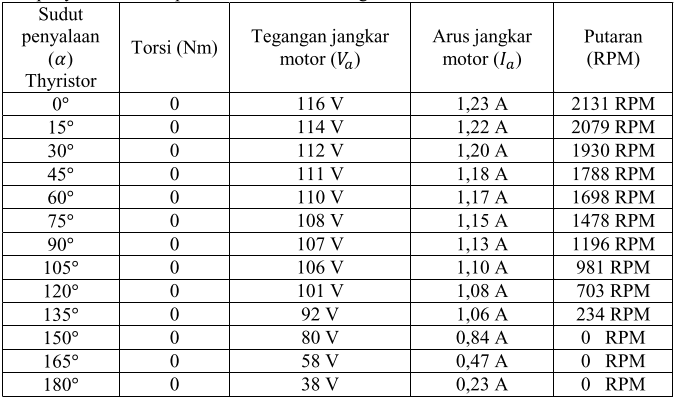 Sudut penyalaan (α) Thyristor | Torsi (Nm) | Tegangan jangkar motor (Vₐ) | Arus jangkar motor (Iₐ) | Putaran (RPM)
0° | 0 | 116 V | 1,23 A | 2131 RPM
15° | 0 | 114 V | 1,22 A | 2079 RPM
30° | 0 | 112 V | 1,20 A | 1930 RPM
45° | 0 | 111 V | 1,18 A | 1788 RPM
60° | 0 | 110 V | 1,17 A | 1698 RPM
75° | 0 | 108 V | 1,15 A | 1478 RPM
90° | 0 | 107 V | 1,13 A | 1196 RPM
105° | 0 | 106 V | 1,10 A | 981 RPM
120° | 0 | 101 V | 1,08 A | 703 RPM
135° | 0 | 92 V | 1,06 A | 234 RPM
150° | 0 | 80 V | 0,84 A | 0 RPM
165° | 0 | 58 V | 0,47 A | 0 RPM
180° | 0 | 38 V | 0,23 A | 0 RPM